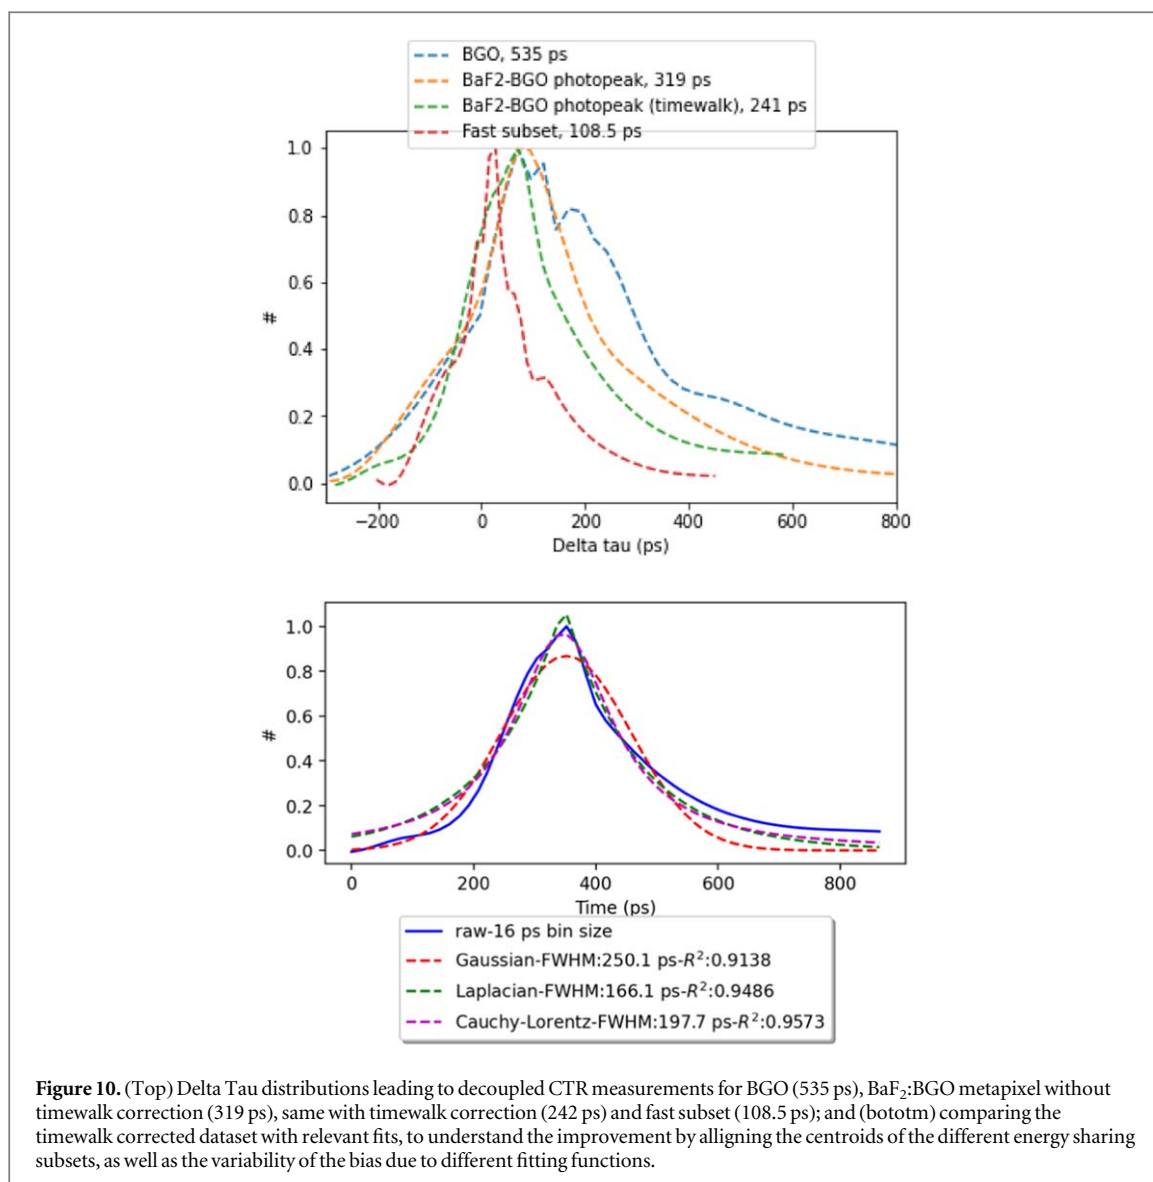 BGO, 535 ps
BaF2-BGO photopeak, 319 ps
BaF2-BGO photopeak (timewalk), 241 ps
Fast subset, 108.5 ps
1.0
0.8
0.6
0.4
0.2
0.0
#
−200 0 200 400 600 800
Delta tau (ps)
1.0
0.8
0.6
0.4
0.2
0.0
#
0 200 400 600 800
Time (ps)
raw-16 ps bin size
Gaussian-FWHM:250.1 ps-R²:0.9138
Laplacian-FWHM:166.1 ps-R²:0.9486
Cauchy-Lorentz-FWHM:197.7 ps-R²:0.9573
Figure 10. (Top) Delta Tau distributions leading to decoupled CTR measurements for BGO (535 ps), BaF₂:BGO metapixel without
timewalk correction (319 ps), same with timewalk correction (242 ps) and fast subset (108.5 ps); and (bototm) comparing the
timewalk corrected dataset with relevant fits, to understand the improvement by alligning the centroids of the different energy sharing
subsets, as well as the variability of the bias due to different fitting functions.